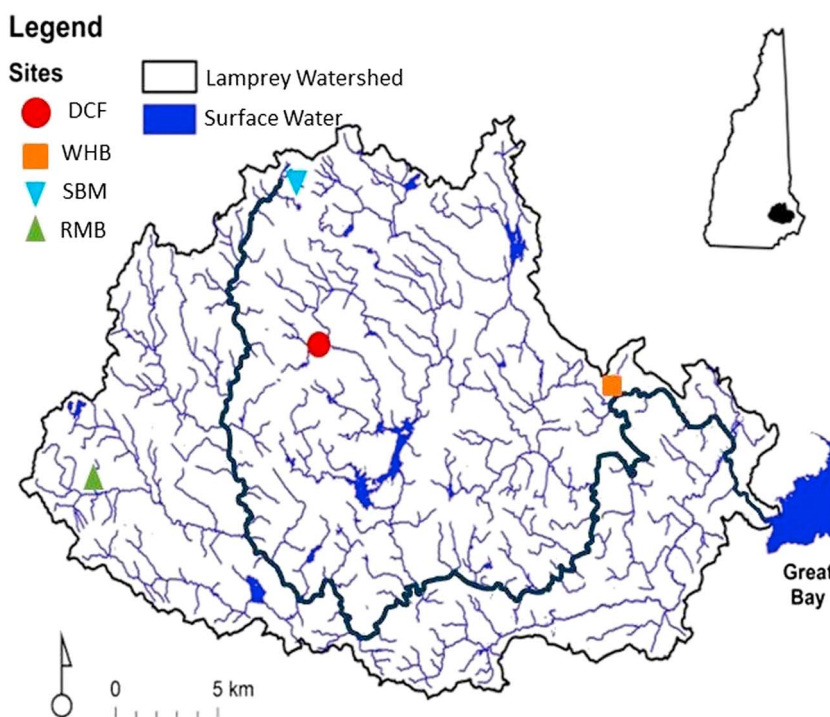 Legend
Sites
DCF
WHB
SBM
RMB
Lamprey Watershed
Surface Water
Great
Bay
0 5 km